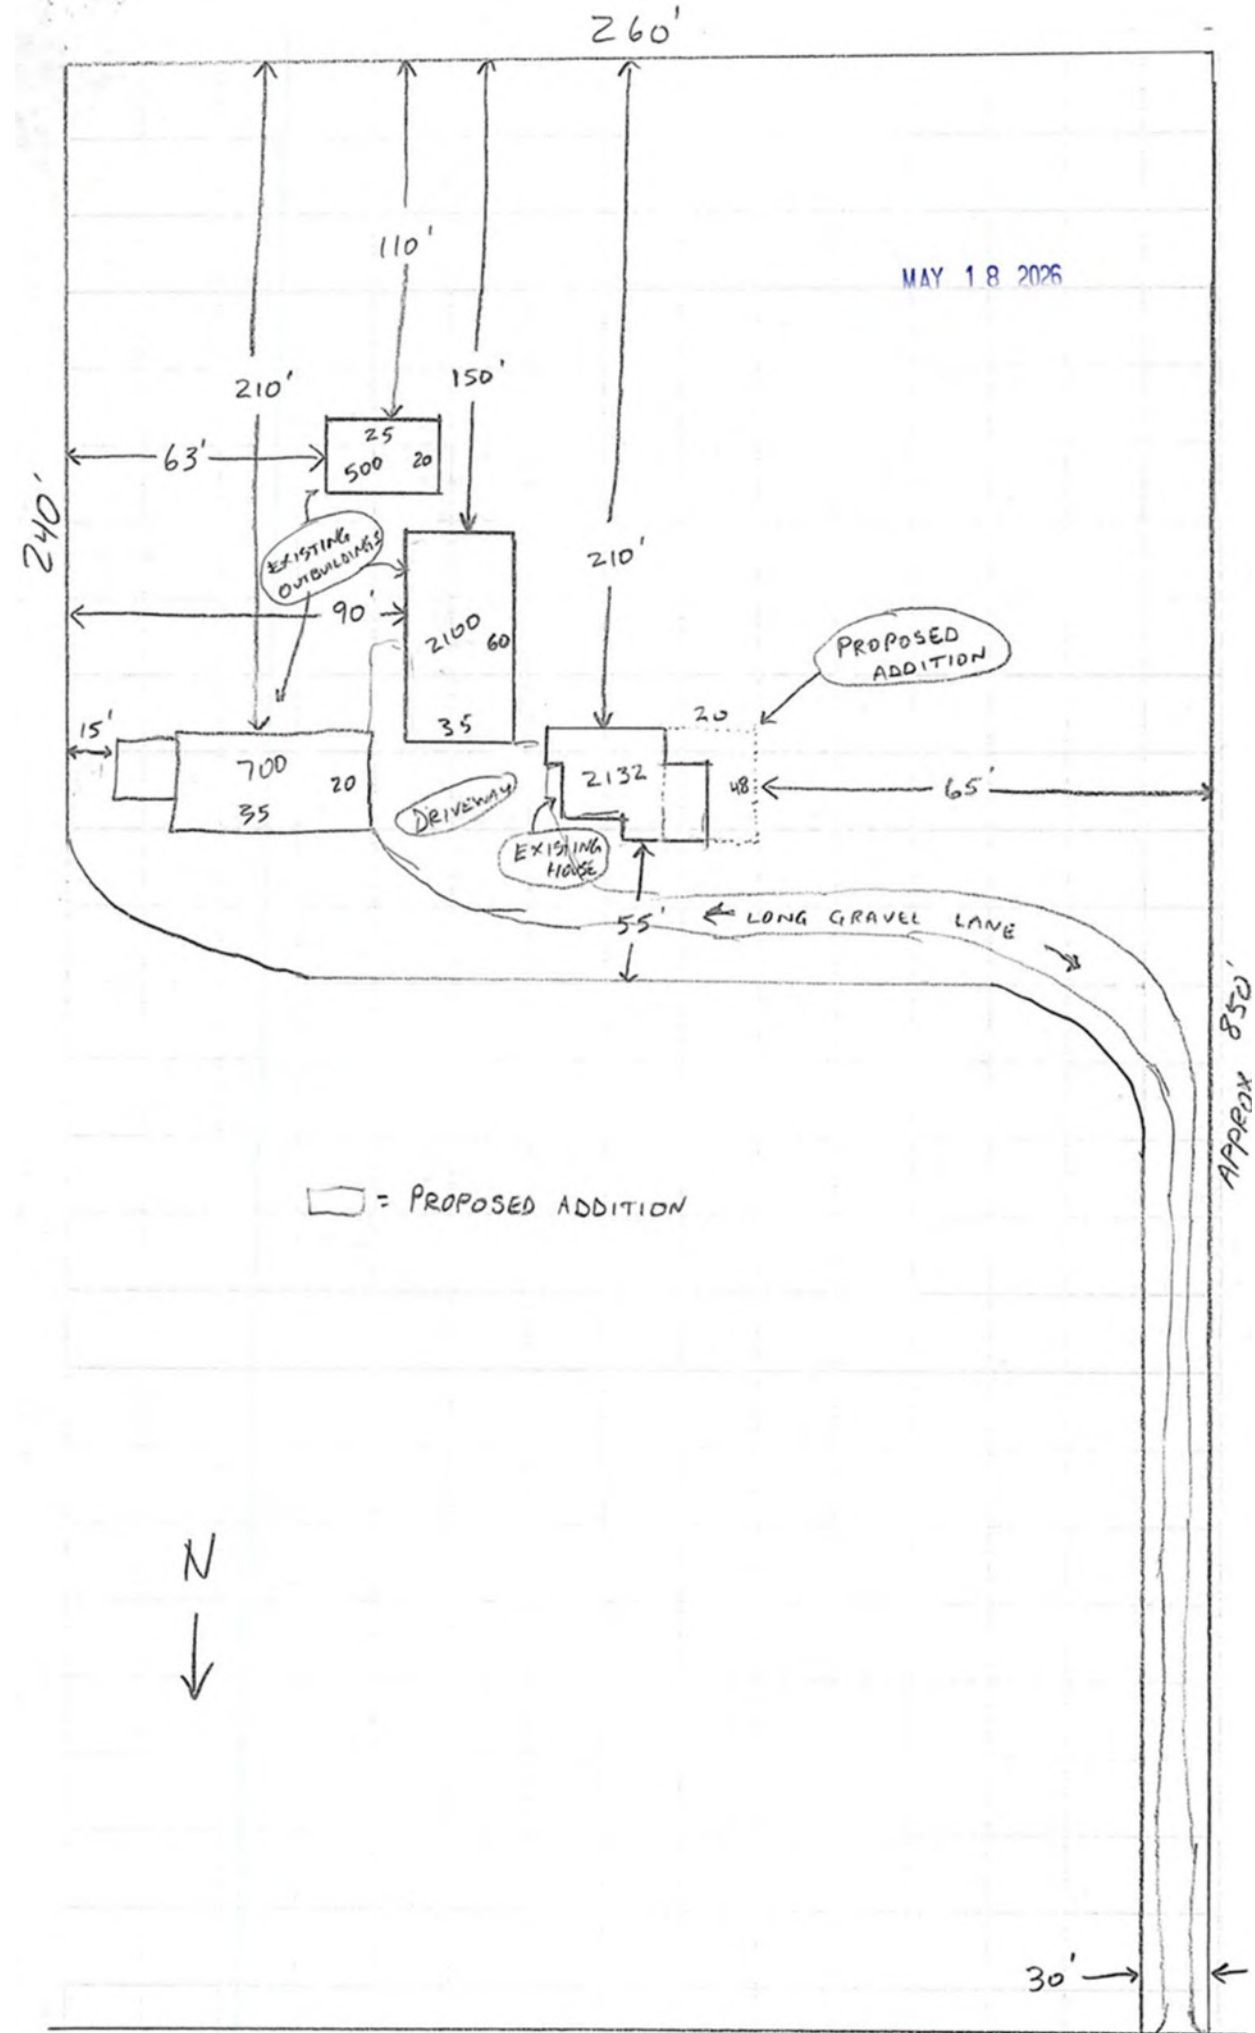 260'
MAY 18 2026
110'
210'
150'
25
500 20
63'
240'
EXISTING
OUTBUILDINGS
210'
90'
2100 60
35
PROPOSED
ADDITION
20
15'
700
20
35
2132
48
65'
DRIVEWAY
EXISTING
HOUSE
55'
← LONG GRAVEL LANE →
APPROX 850'
= PROPOSED ADDITION
N
30'